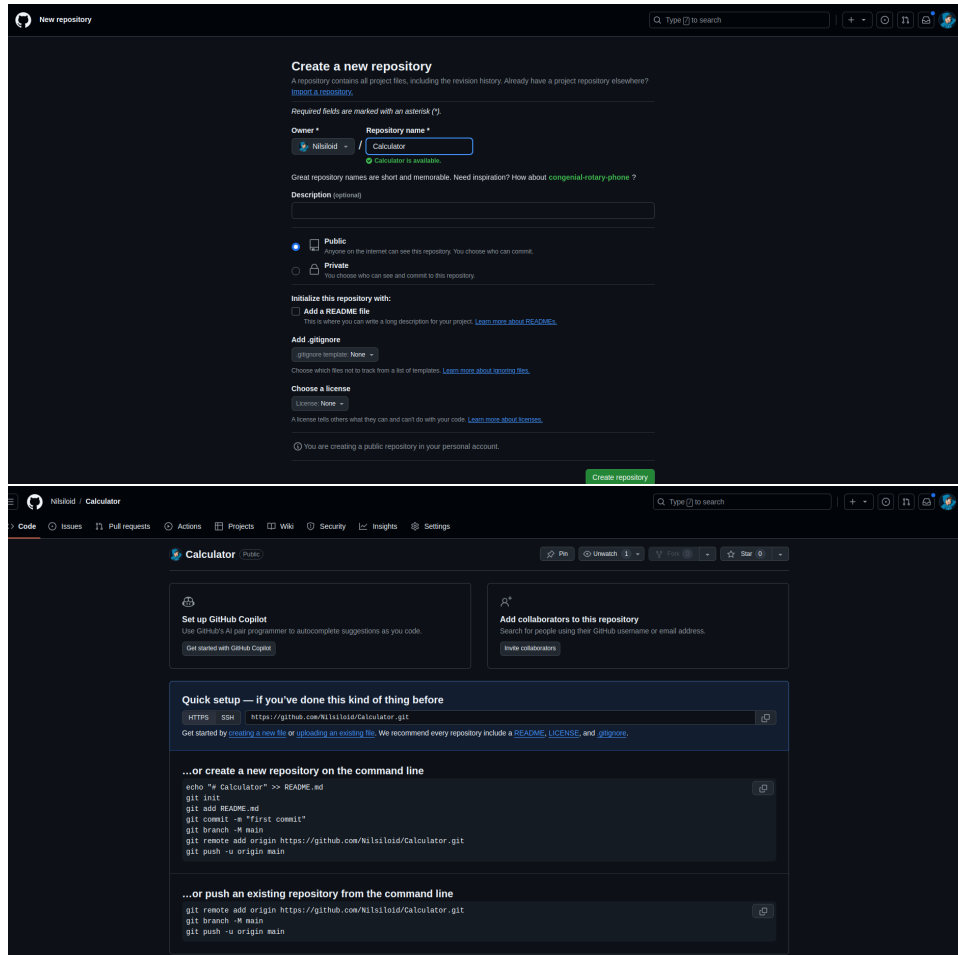 New repository
Type / to search
Create a new repository
A repository contains all project files, including the revision history. Already have a project repository elsewhere?
Import a repository.
Required fields are marked with an asterisk (*).
Owner * Repository name *
Nilsiloid / Calculator
Calculator is available.
Great repository names are short and memorable. Need inspiration? How about congenial-rotary-phone ?
Description (optional)
Public
Anyone on the internet can see this repository. You choose who can commit.
Private
You choose who can see and commit to this repository.
Initialize this repository with:
Add a README file
This is where you can write a long description for your project. Learn more about READMEs.
Add .gitignore
.gitignore template: None
Choose which files not to track from a list of templates. Learn more about ignoring files.
Choose a license
License: None
A license tells others what they can and can't do with your code. Learn more about licenses.
You are creating a public repository in your personal account.
Create repository
Nilsiloid / Calculator
Type / to search
Code Issues Pull requests Actions Projects Wiki Security Insights Settings
Calculator Public
Pin Unwatch 1 Fork 0 Star 0
Set up GitHub Copilot
Use GitHub's AI pair programmer to autocomplete suggestions as you code.
Get started with GitHub Copilot
Add collaborators to this repository
Search for people using their GitHub username or email address.
Invite collaborators
Quick setup — if you've done this kind of thing before
HTTPS SSH https://github.com/Nilsiloid/Calculator.git
Get started by creating a new file or uploading an existing file. We recommend every repository include a README, LICENSE, and .gitignore.
…or create a new repository on the command line
echo "# Calculator" >> README.md
git init
git add README.md
git commit -m "first commit"
git branch -M main
git remote add origin https://github.com/Nilsiloid/Calculator.git
git push -u origin main
…or push an existing repository from the command line
git remote add origin https://github.com/Nilsiloid/Calculator.git
git branch -M main
git push -u origin main